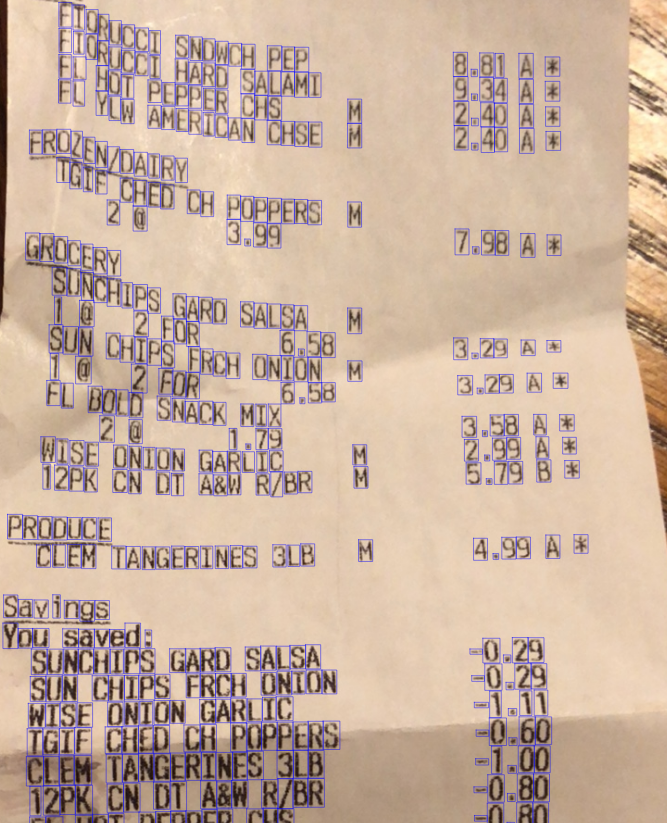 FIORUCCI SNDWCH PEP 8.81 A *
FIORUCCI HARD SALAMI 9.34 A *
FL HOT PEPPER CHS M 2.40 A *
FL YLW AMERICAN CHSE M 2.40 A *
FROZEN/DAIRY
TGIF CHED CH POPPERS M
2 @ 3.99 7.98 A *
GROCERY
SUNCHIPS GARD SALSA M
1 @ 2 FOR 6.58 3.29 A *
SUN CHIPS FRCH ONION M
1 @ 2 FOR 6.58 3.29 A *
FL BOLD SNACK MIX
2 @ 1.79 3.58 A *
WISE ONION GARLIC M 2.99 A *
12PK CN DT A&W R/BR M 5.79 B *
PRODUCE
CLEM TANGERINES 3LB M 4.99 A *
Savings
You saved:
SUNCHIPS GARD SALSA -0.29
SUN CHIPS FRCH ONION -0.29
WISE ONION GARLIC -1.11
TGIF CHED CH POPPERS -0.60
CLEM TANGERINES 3LB -1.00
12PK CN DT A&W R/BR -0.80
FL HOT PEPPER CHS -0.80